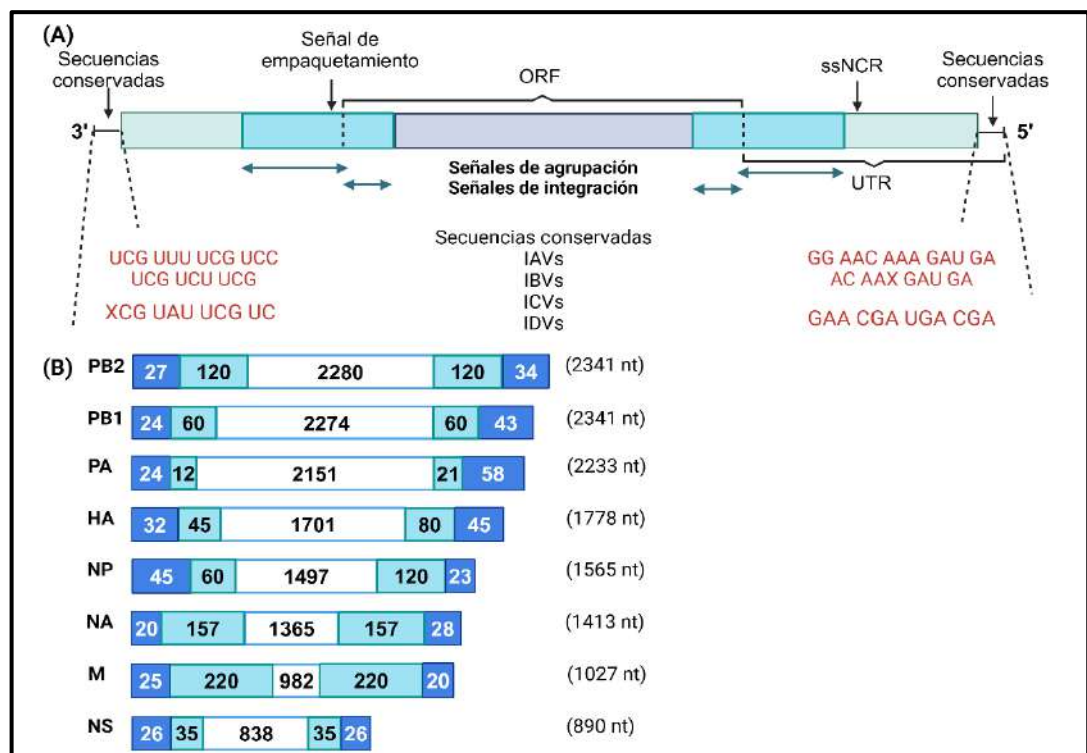 (A)
Señal de
empaquetamiento
Secuencias
conservadas
ORF
ssNCR
Secuencias
conservadas
3'
5'
Señales de agrupación
Señales de integración
UTR
Secuencias conservadas
UCG UUU UCG UCC
IAVs
GG AAC AAA GAU GA
UCG UCU UCG
IBVs
AC AAX GAU GA
XCG UAU UCG UC
ICVs
GAA CGA UGA CGA
IDVs
(B)
PB2 27 120 2280 120 34 (2341 nt)
PB1 24 60 2274 60 43 (2341 nt)
PA 24 12 2151 21 58 (2233 nt)
HA 32 45 1701 80 45 (1778 nt)
NP 45 60 1497 120 23 (1565 nt)
NA 20 157 1365 157 28 (1413 nt)
M 25 220 982 220 20 (1027 nt)
NS 26 35 838 35 26 (890 nt)